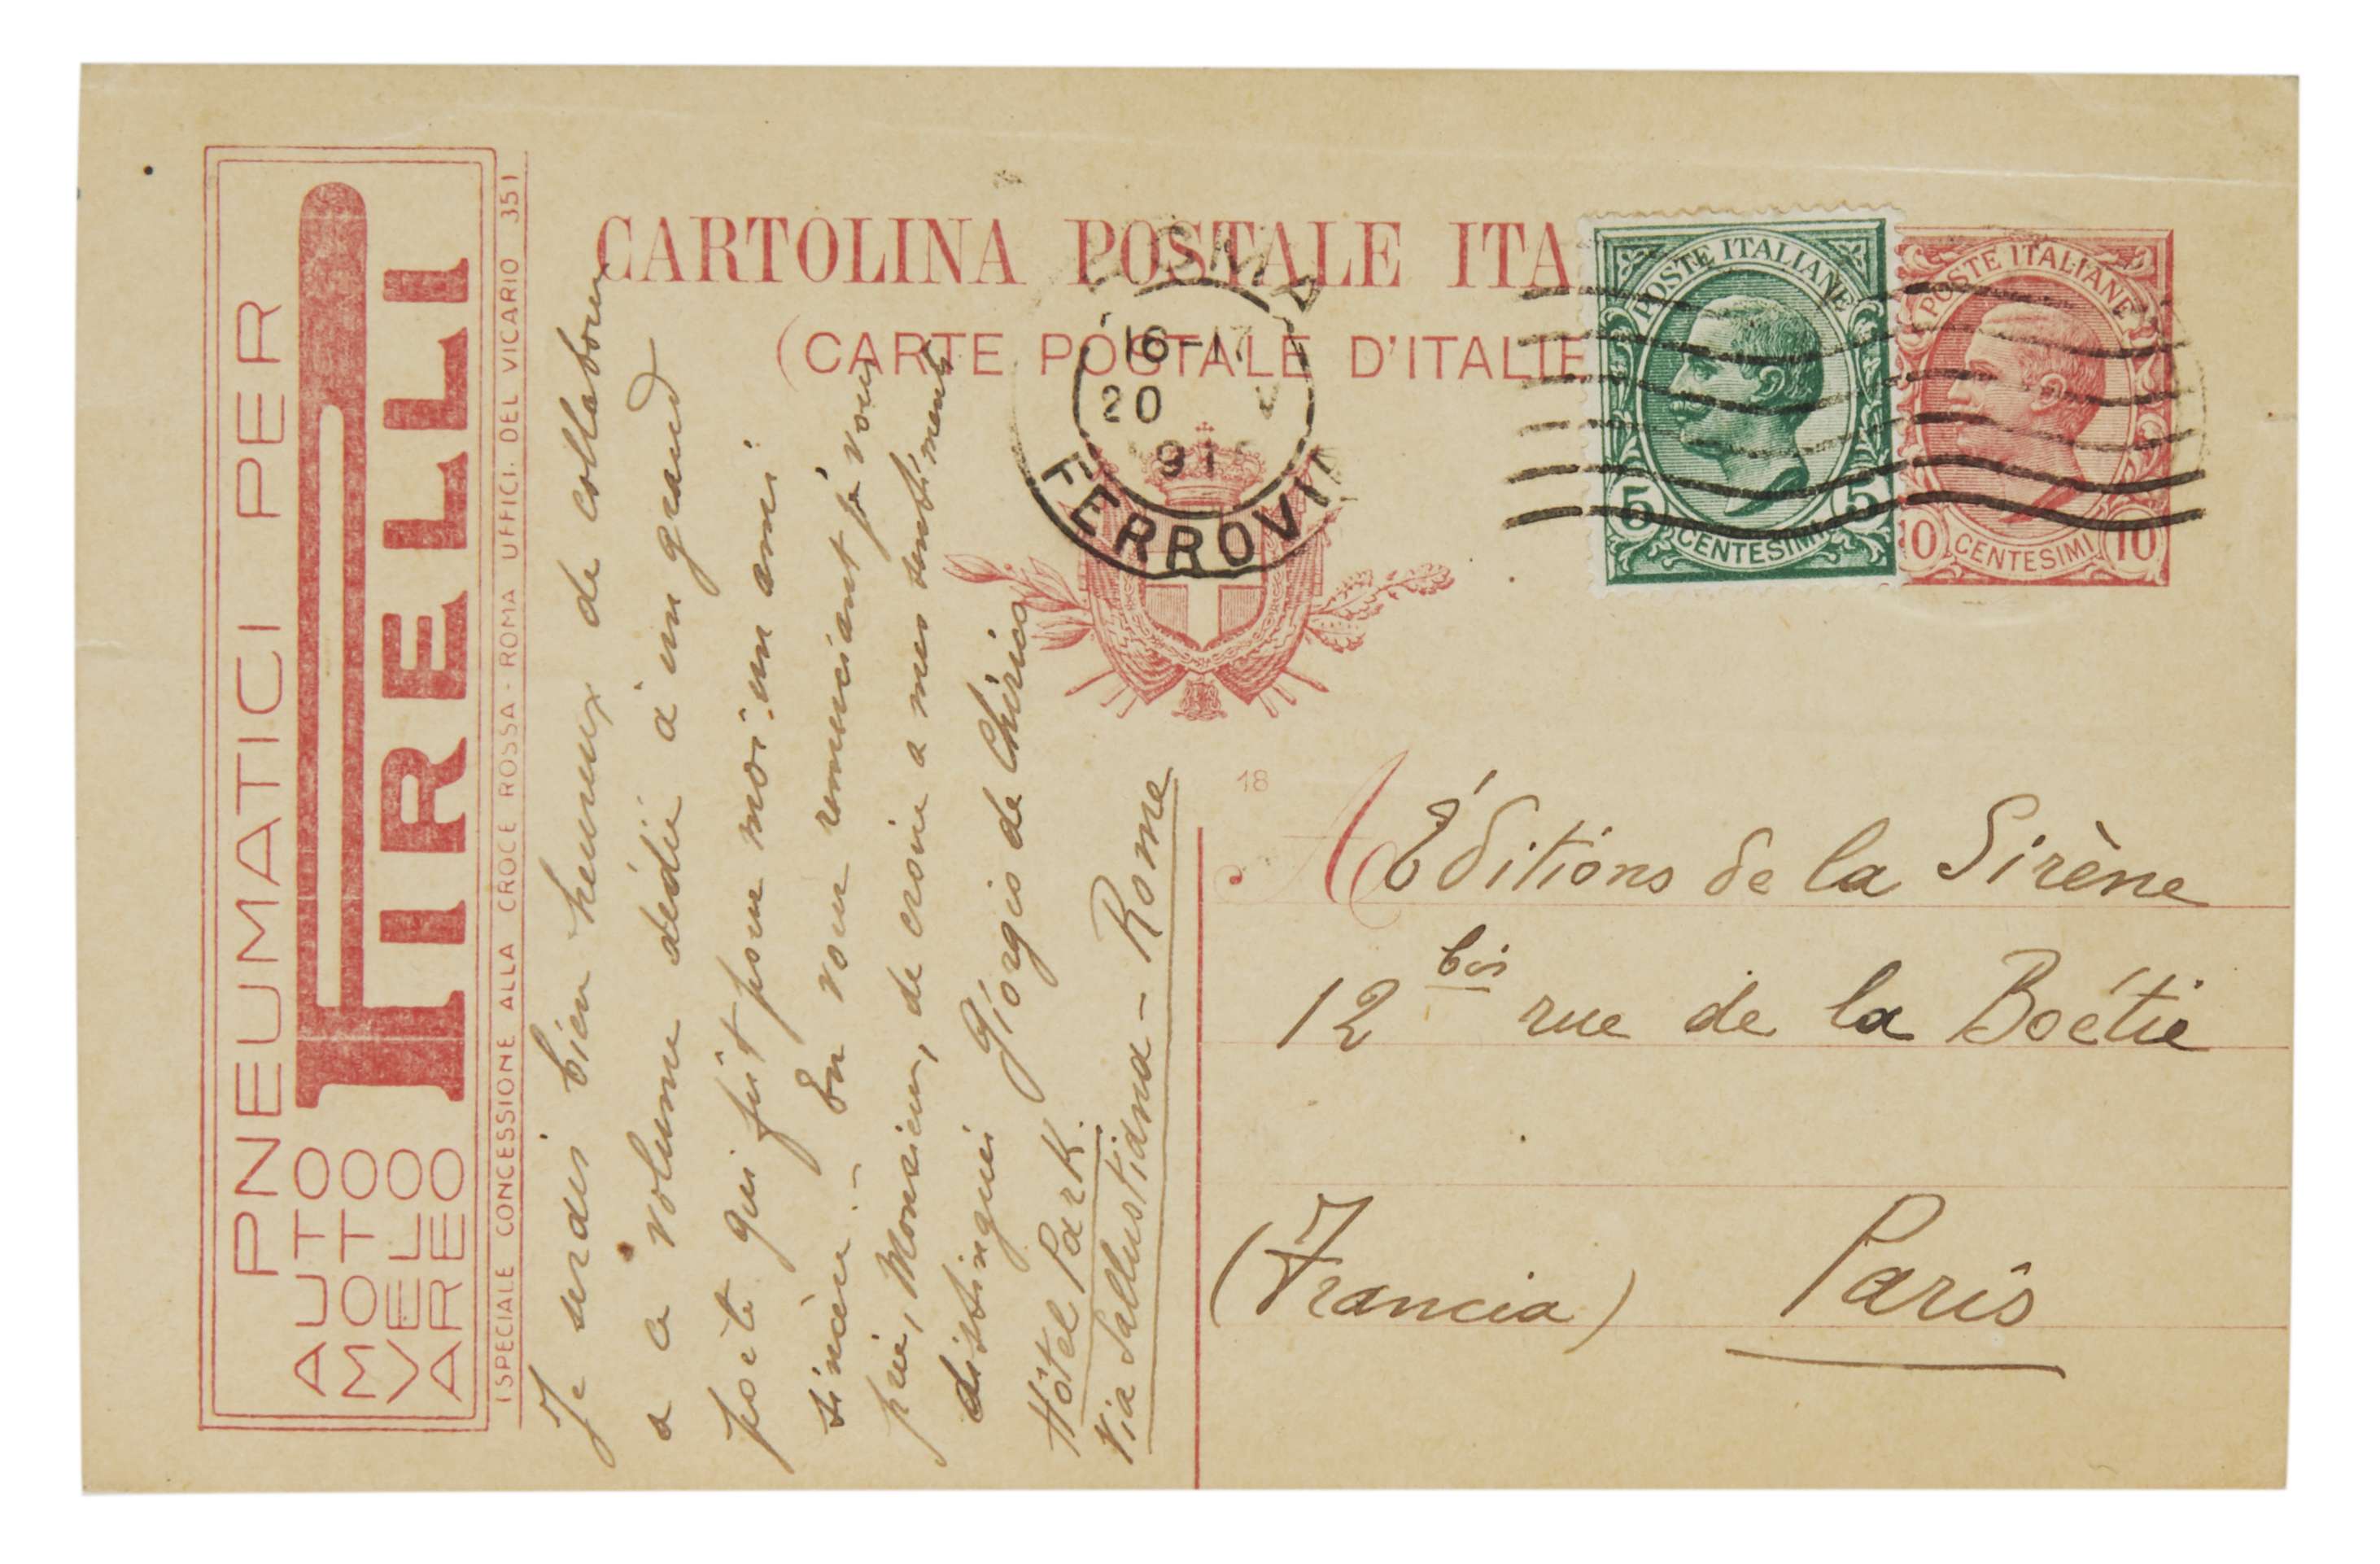 PNEUMATICI PER
PIRELLI
AUTO
MOTO
VELO
AREO
ISPECIALE CONCESSIONE ALLA CROCE ROSSA - ROMA UFFICI. DEL VICARIO 351
CARTOLINA POSTALE ITA
(CARTE POSTALE D'ITALIE
ROMA
16-17
20
91
FERROVIA
POSTE ITALIANE
5 CENTESIMI 5
POSTE ITALIANE
10 CENTESIMI 10
Je serais bien heureux de collaborer
a ce volume dédié à un grand
poète qui fut pour moi un ami
sincère.- En vous remerciant je vous
prie, Monsieur, de croire a mes sentiments
distingués Giorgio de Chirico
Hôtel Park.
Via Sallustiana - Rome
18
A Éditions de la Sirène
12 bis rue de la Boétie
(Francia) Paris